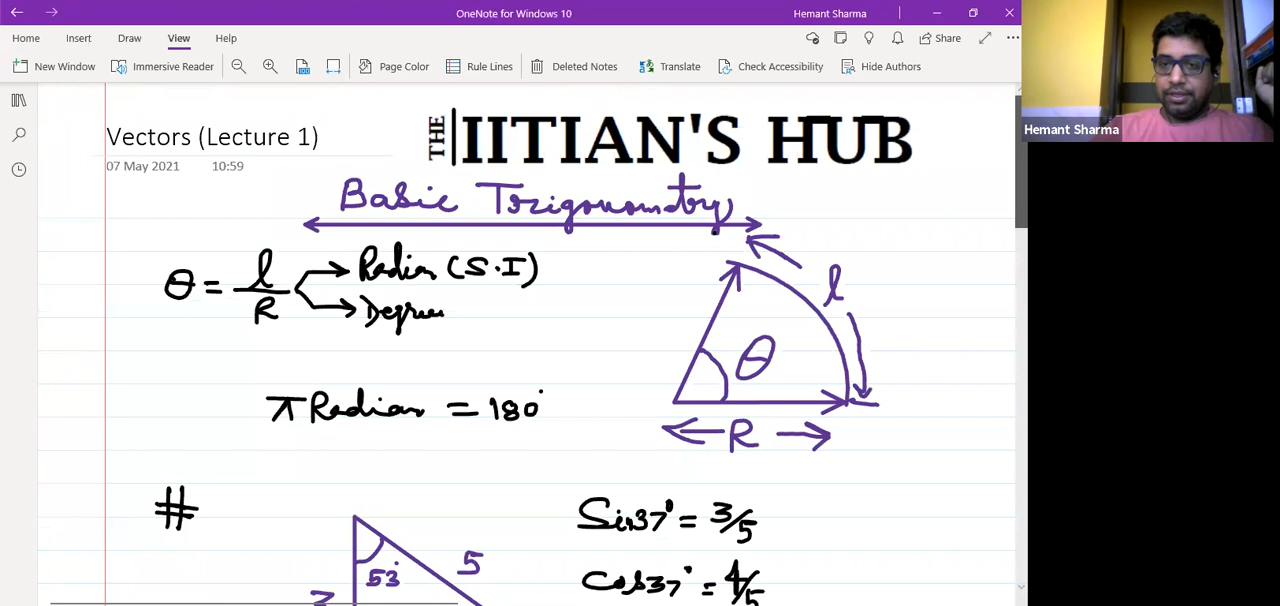 OneNote for Windows 10
Hemant Sharma
Home Insert Draw View Help
Share
New Window Immersive Reader Page Color Rule Lines Deleted Notes Translate Check Accessibility Hide Authors
Hemant Sharma
Vectors (Lecture 1)
07 May 2021 10:59
THE IITIAN'S HUB
Basic Trigonometry
θ = l/R
Radian (S.I)
Degree
l
θ
R
π Radian = 180°
#
Sin37° = 3/5
Cos37° = 4/5
53°
5
3